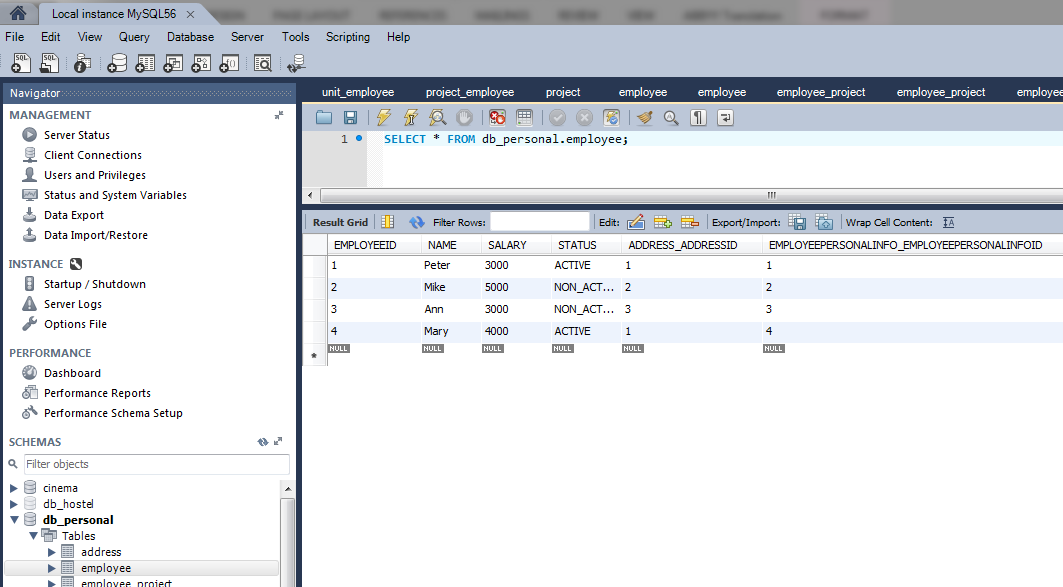 Local instance MySQL56
File Edit View Query Database Server Tools Scripting Help
Navigator
MANAGEMENT
Server Status
Client Connections
Users and Privileges
Status and System Variables
Data Export
Data Import/Restore
INSTANCE
Startup / Shutdown
Server Logs
Options File
PERFORMANCE
Dashboard
Performance Reports
Performance Schema Setup
SCHEMAS
Filter objects
cinema
db_hostel
db_personal
Tables
address
employee
employee_project
unit_employee project_employee project employee employee employee_project employee_project employee
1 SELECT * FROM db_personal.employee;
Result Grid Filter Rows: Edit: Export/Import: Wrap Cell Content:
EMPLOYEEID NAME SALARY STATUS ADDRESS_ADDRESSID EMPLOYEEPERSONALINFO_EMPLOYEEPERSONALINFOID
1 Peter 3000 ACTIVE 1 1
2 Mike 5000 NON_ACT... 2 2
3 Ann 3000 NON_ACT... 3 3
4 Mary 4000 ACTIVE 1 4
NULL NULL NULL NULL NULL NULL